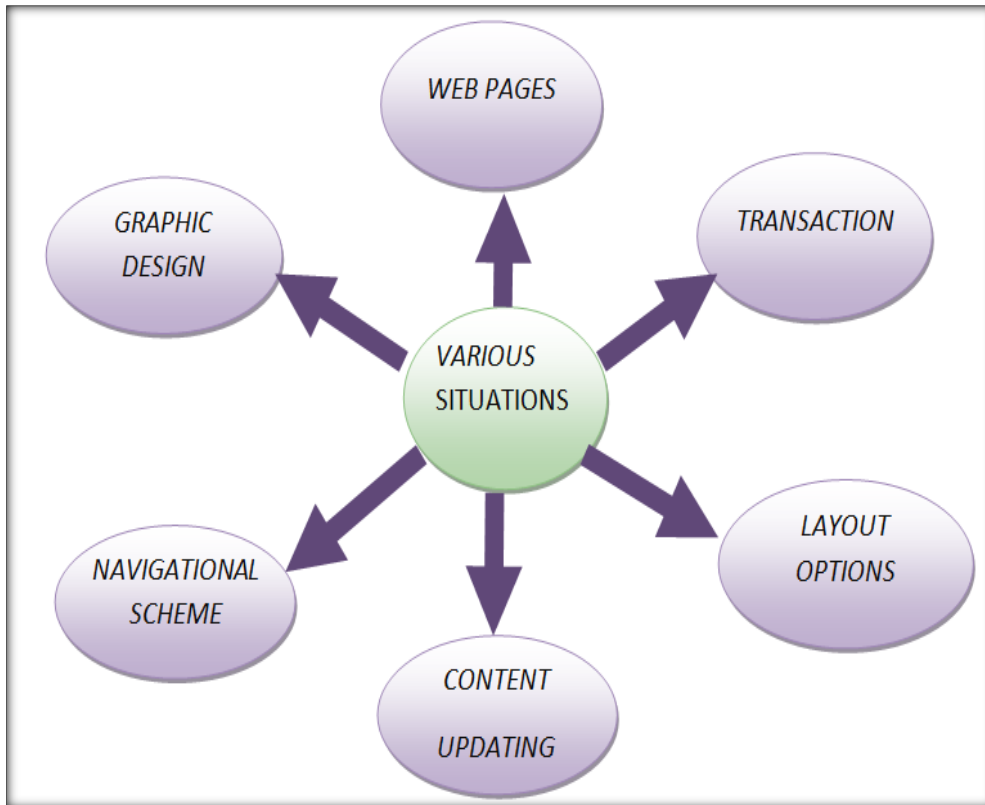 WEB PAGES
GRAPHIC
DESIGN
TRANSACTION
VARIOUS
SITUATIONS
LAYOUT
OPTIONS
NAVIGATIONAL
SCHEME
CONTENT
UPDATING